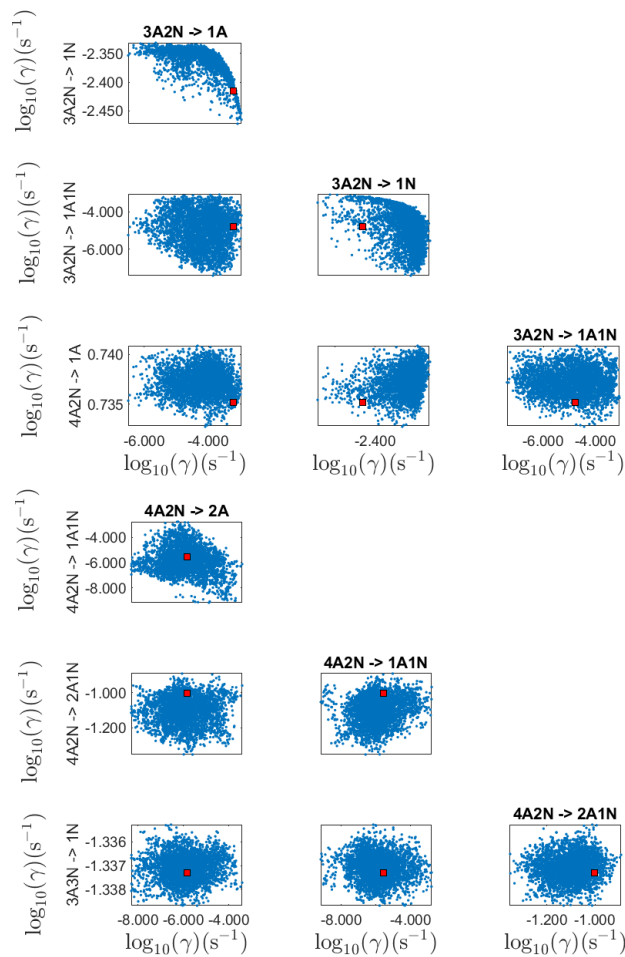 3A2N -> 1A
log₁₀(γ)(s⁻¹)
3A2N -> 1N
-2.350
-2.400
-2.450
3A2N -> 1N
log₁₀(γ)(s⁻¹)
3A2N -> 1A1N
-4.000
-6.000
3A2N -> 1A1N
log₁₀(γ)(s⁻¹)
4A2N -> 1A
0.740
0.735
-6.000 -4.000
-2.400
-6.000 -4.000
log₁₀(γ)(s⁻¹)
log₁₀(γ)(s⁻¹)
log₁₀(γ)(s⁻¹)
4A2N -> 2A
log₁₀(γ)(s⁻¹)
4A2N -> 1A1N
-4.000
-6.000
-8.000
4A2N -> 1A1N
log₁₀(γ)(s⁻¹)
4A2N -> 2A1N
-1.000
-1.200
4A2N -> 2A1N
log₁₀(γ)(s⁻¹)
3A3N -> 1N
-1.336
-1.337
-1.338
-8.000 -6.000 -4.000
-8.000 -4.000
-1.200 -1.000
log₁₀(γ)(s⁻¹)
log₁₀(γ)(s⁻¹)
log₁₀(γ)(s⁻¹)